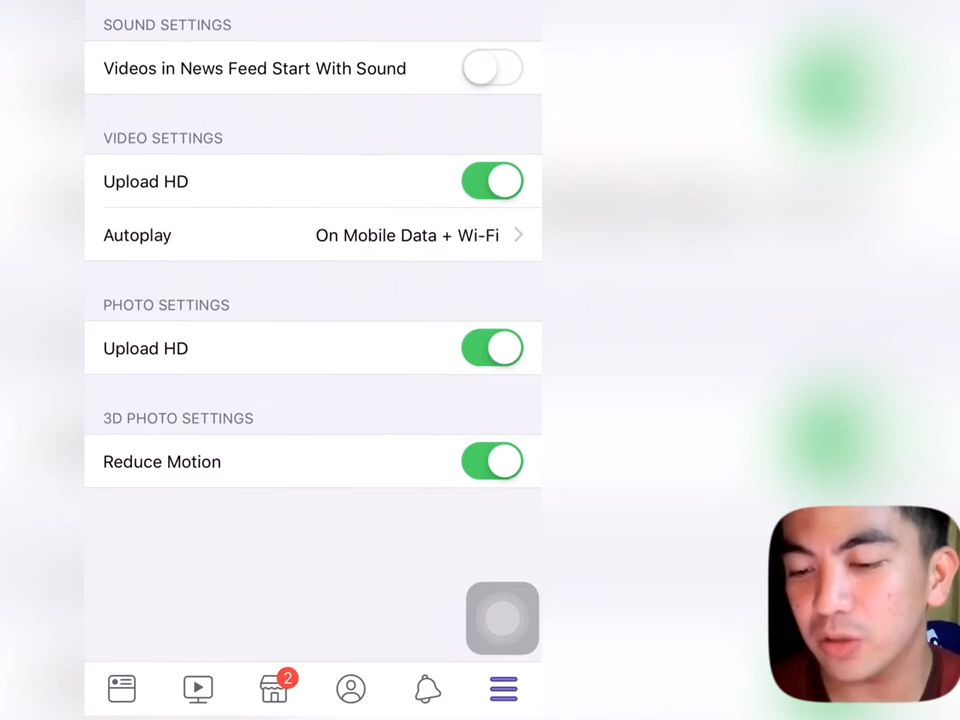 SOUND SETTINGS
Videos in News Feed Start With Sound
VIDEO SETTINGS
Upload HD
Autoplay On Mobile Data + Wi-Fi
PHOTO SETTINGS
Upload HD
3D PHOTO SETTINGS
Reduce Motion
2